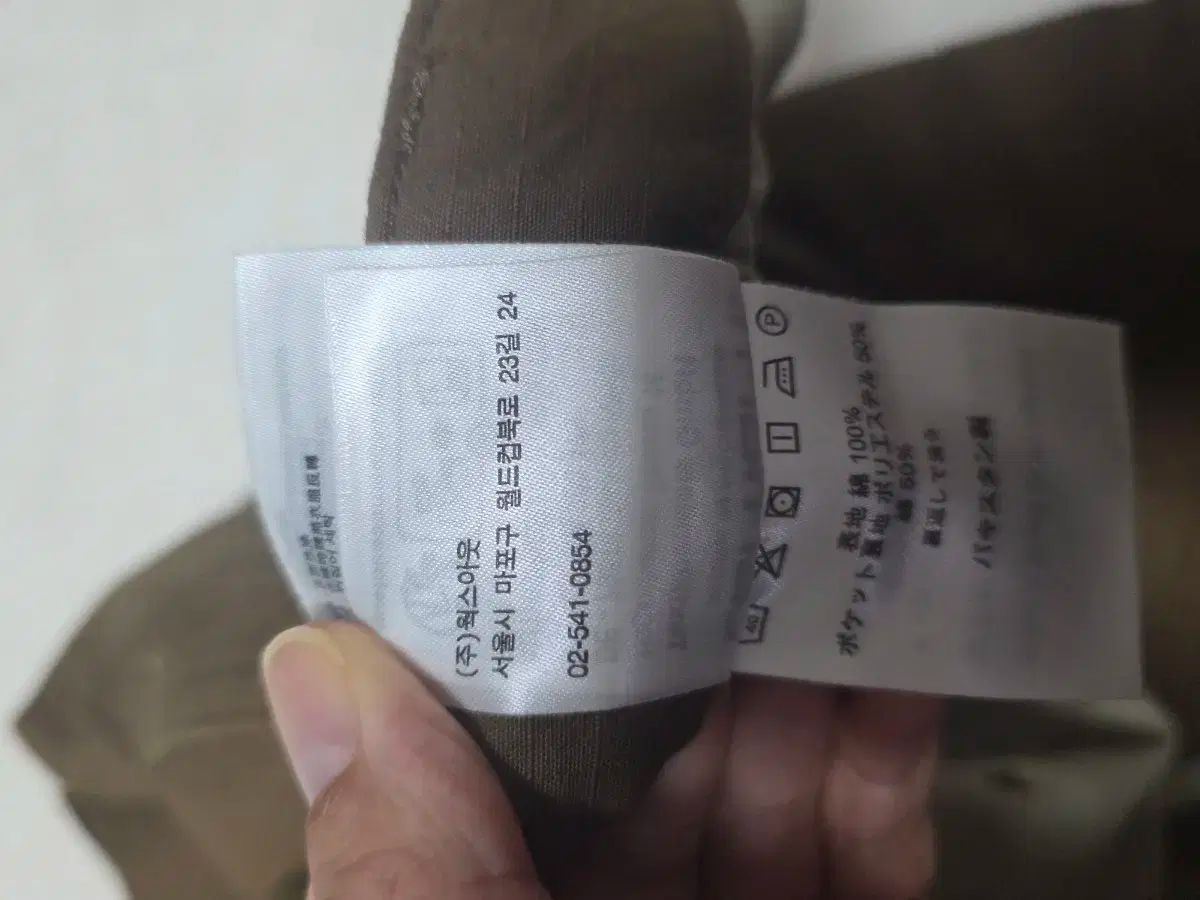 (주)웍스아웃
서울시 마포구 월드컵북로 23길 24
02-541-0854
40
P
表地 綿 100%
ポケット裏地 ポリエステル 50%
綿 50%
裏返して洗う
パキスタン製